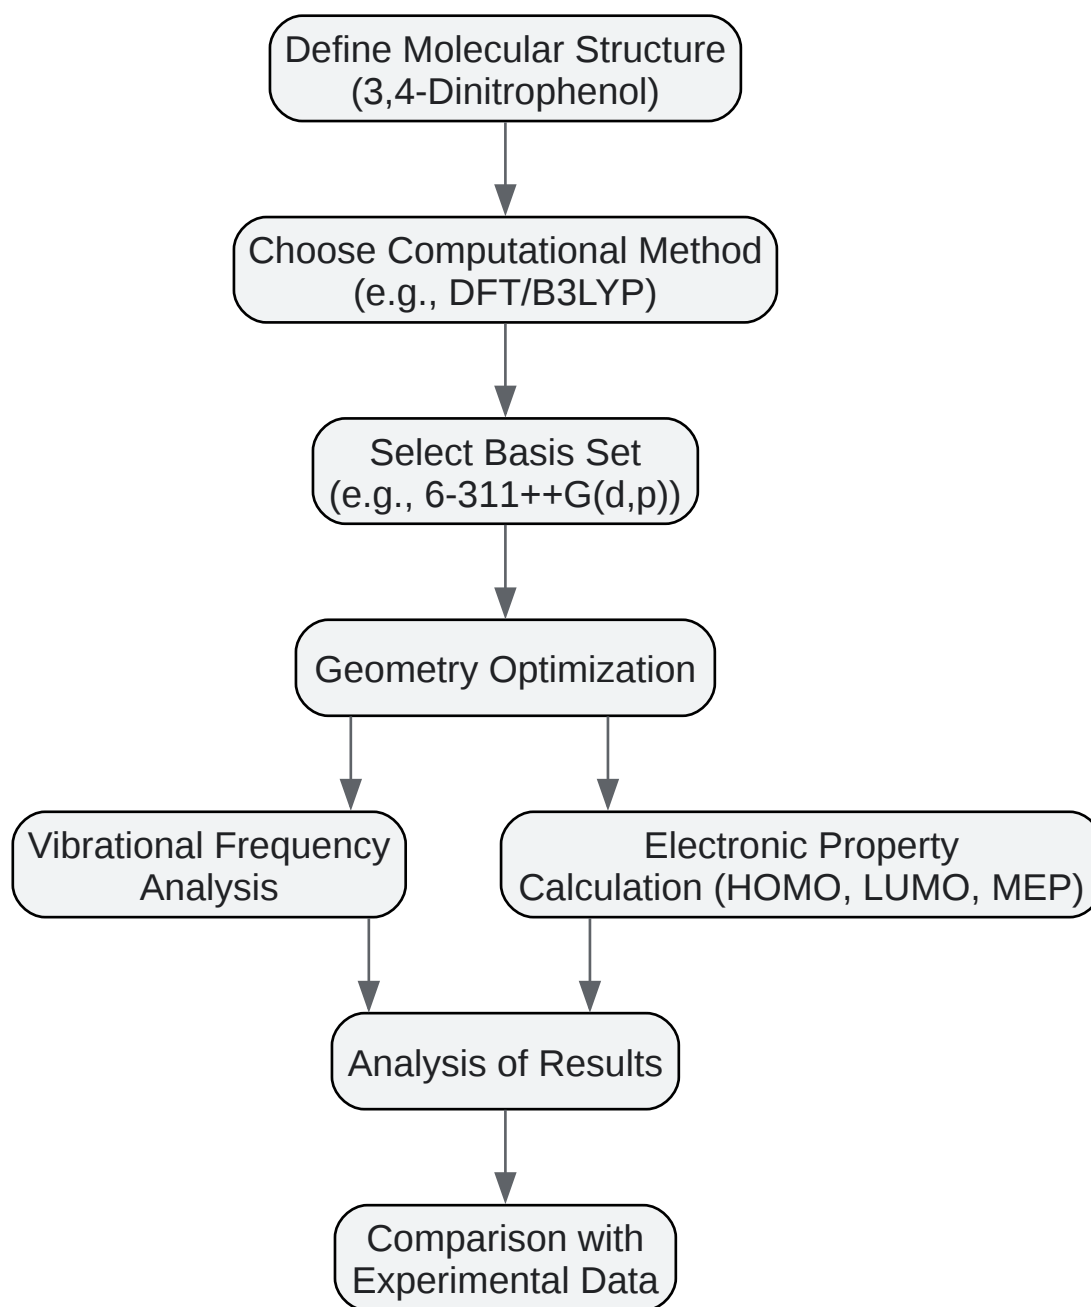 Define Molecular Structure
(3,4-Dinitrophenol)
Choose Computational Method
(e.g., DFT/B3LYP)
Select Basis Set
(e.g., 6-311++G(d,p))
Geometry Optimization
Vibrational Frequency
Analysis
Electronic Property
Calculation (HOMO, LUMO, MEP)
Analysis of Results
Comparison with
Experimental Data